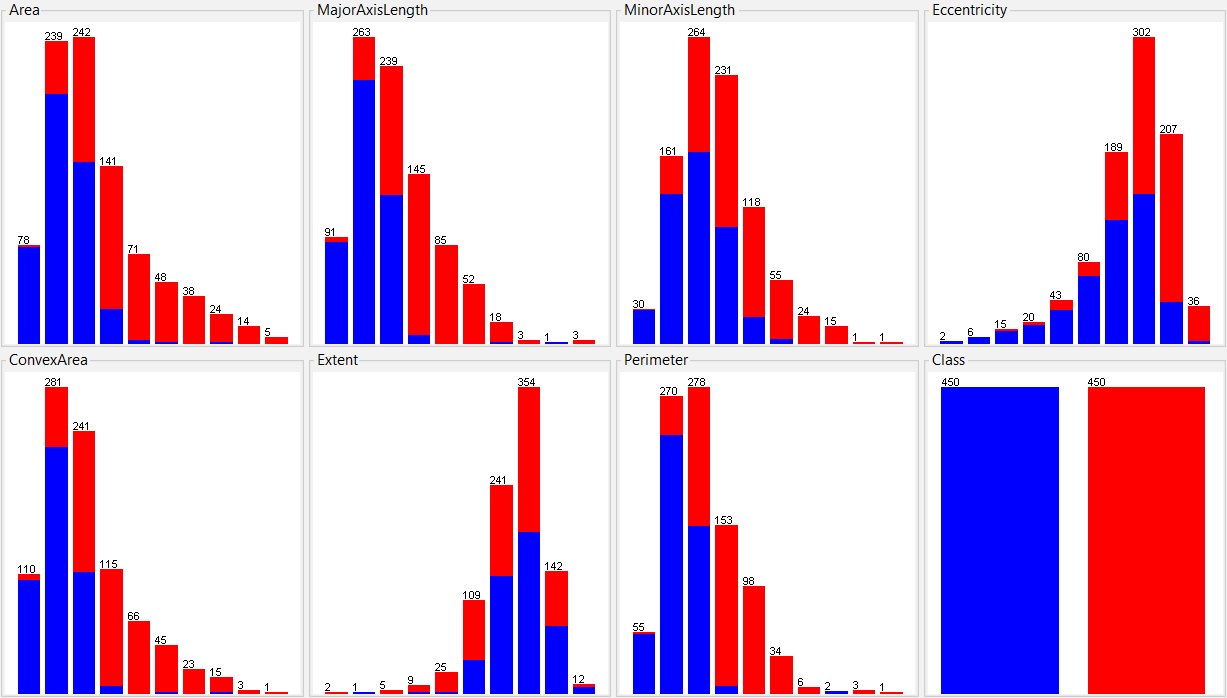 Area MajorAxisLength MinorAxisLength Eccentricity
78 239 242 141 71 48 38 24 14 5
91 263 239 145 85 52 18 3 1 3
30 161 264 231 118 55 24 15 1 1
2 6 15 20 43 80 189 302 207 36
ConvexArea Extent Perimeter Class
110 281 241 115 66 45 23 15 3 1
2 1 5 9 25 109 241 354 142 12
55 270 278 153 98 34 6 2 3 1
450 450